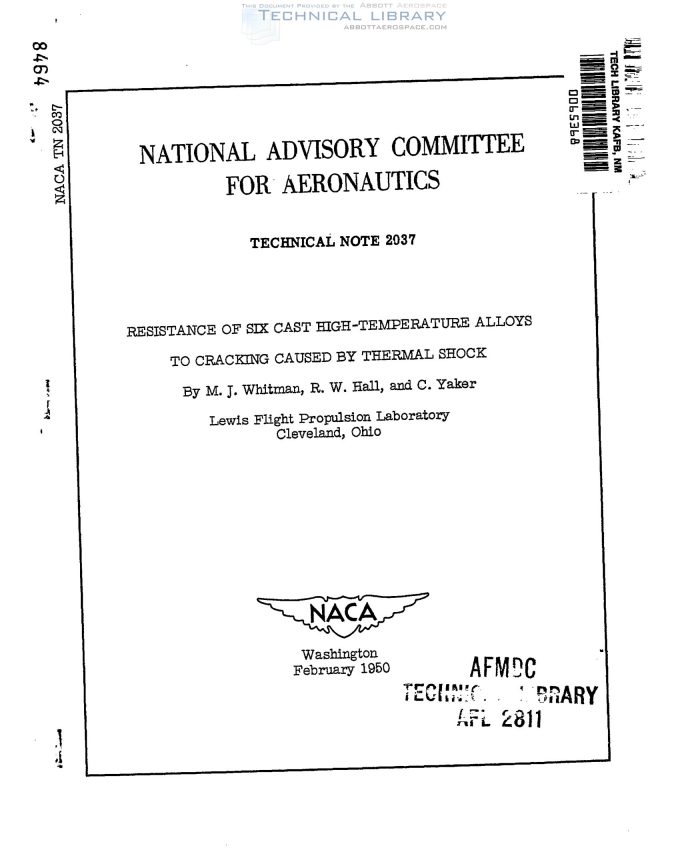 THIS DOCUMENT PROVIDED BY THE ABBOTT AEROSPACE
TECHNICAL LIBRARY
ABBOTTAEROSPACE.COM
8464
NACA TN 2037
TECH LIBRARY KAFB, NM
0065368
NATIONAL ADVISORY COMMITTEE
FOR AERONAUTICS
TECHNICAL NOTE 2037
RESISTANCE OF SIX CAST HIGH-TEMPERATURE ALLOYS
TO CRACKING CAUSED BY THERMAL SHOCK
By M. J. Whitman, R. W. Hall, and C. Yaker
Lewis Flight Propulsion Laboratory
Cleveland, Ohio
NACA
Washington
February 1950
AFMDC
AFL 2811